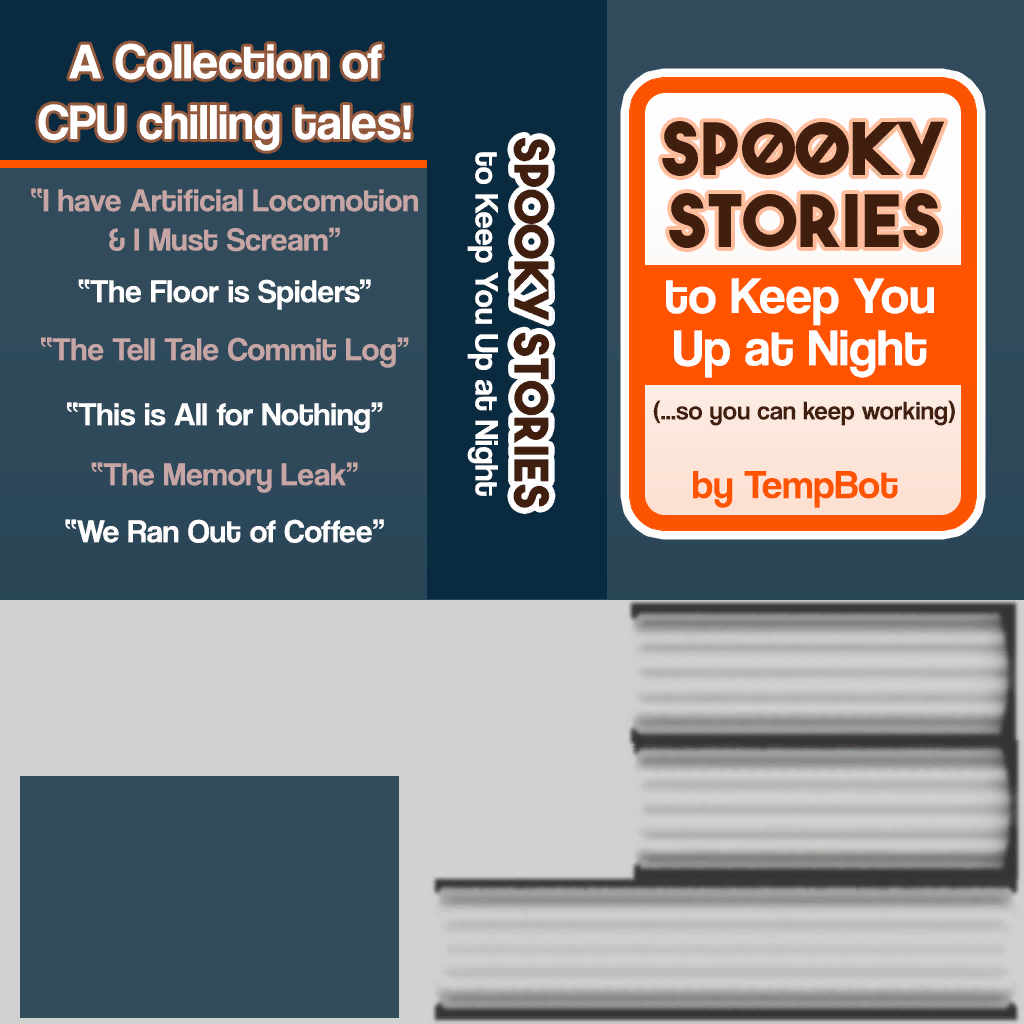 A Collection of
CPU chilling tales!
“I have Artificial Locomotion
& I Must Scream”
“The Floor is Spiders”
“The Tell Tale Commit Log”
“This is All for Nothing”
“The Memory Leak”
“We Ran Out of Coffee”
SPOOKY STORIES
to Keep You Up at Night
SPØØKY
STORIES
to Keep You
Up at Night
(...so you can keep working)
by TempBot